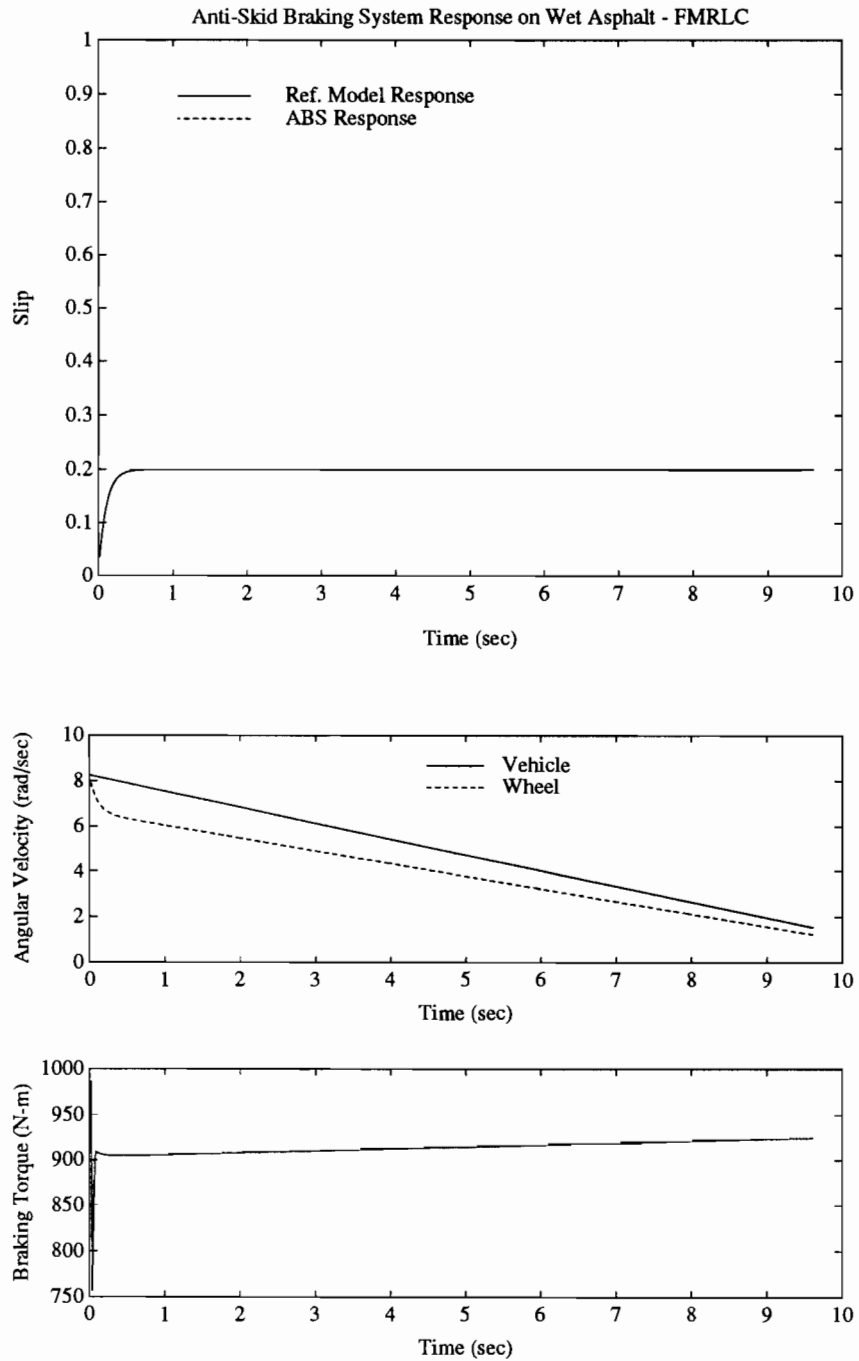 Anti-Skid Braking System Response on Wet Asphalt - FMRLC
1
0.9
0.8
0.7
0.6
0.5
0.4
0.3
0.2
0.1
0
Slip
Ref. Model Response
ABS Response
0 1 2 3 4 5 6 7 8 9 10
Time (sec)
10
8
6
4
2
0
Angular Velocity (rad/sec)
Vehicle
Wheel
0 1 2 3 4 5 6 7 8 9 10
Time (sec)
1000
950
900
850
800
750
Braking Torque (N-m)
0 1 2 3 4 5 6 7 8 9 10
Time (sec)